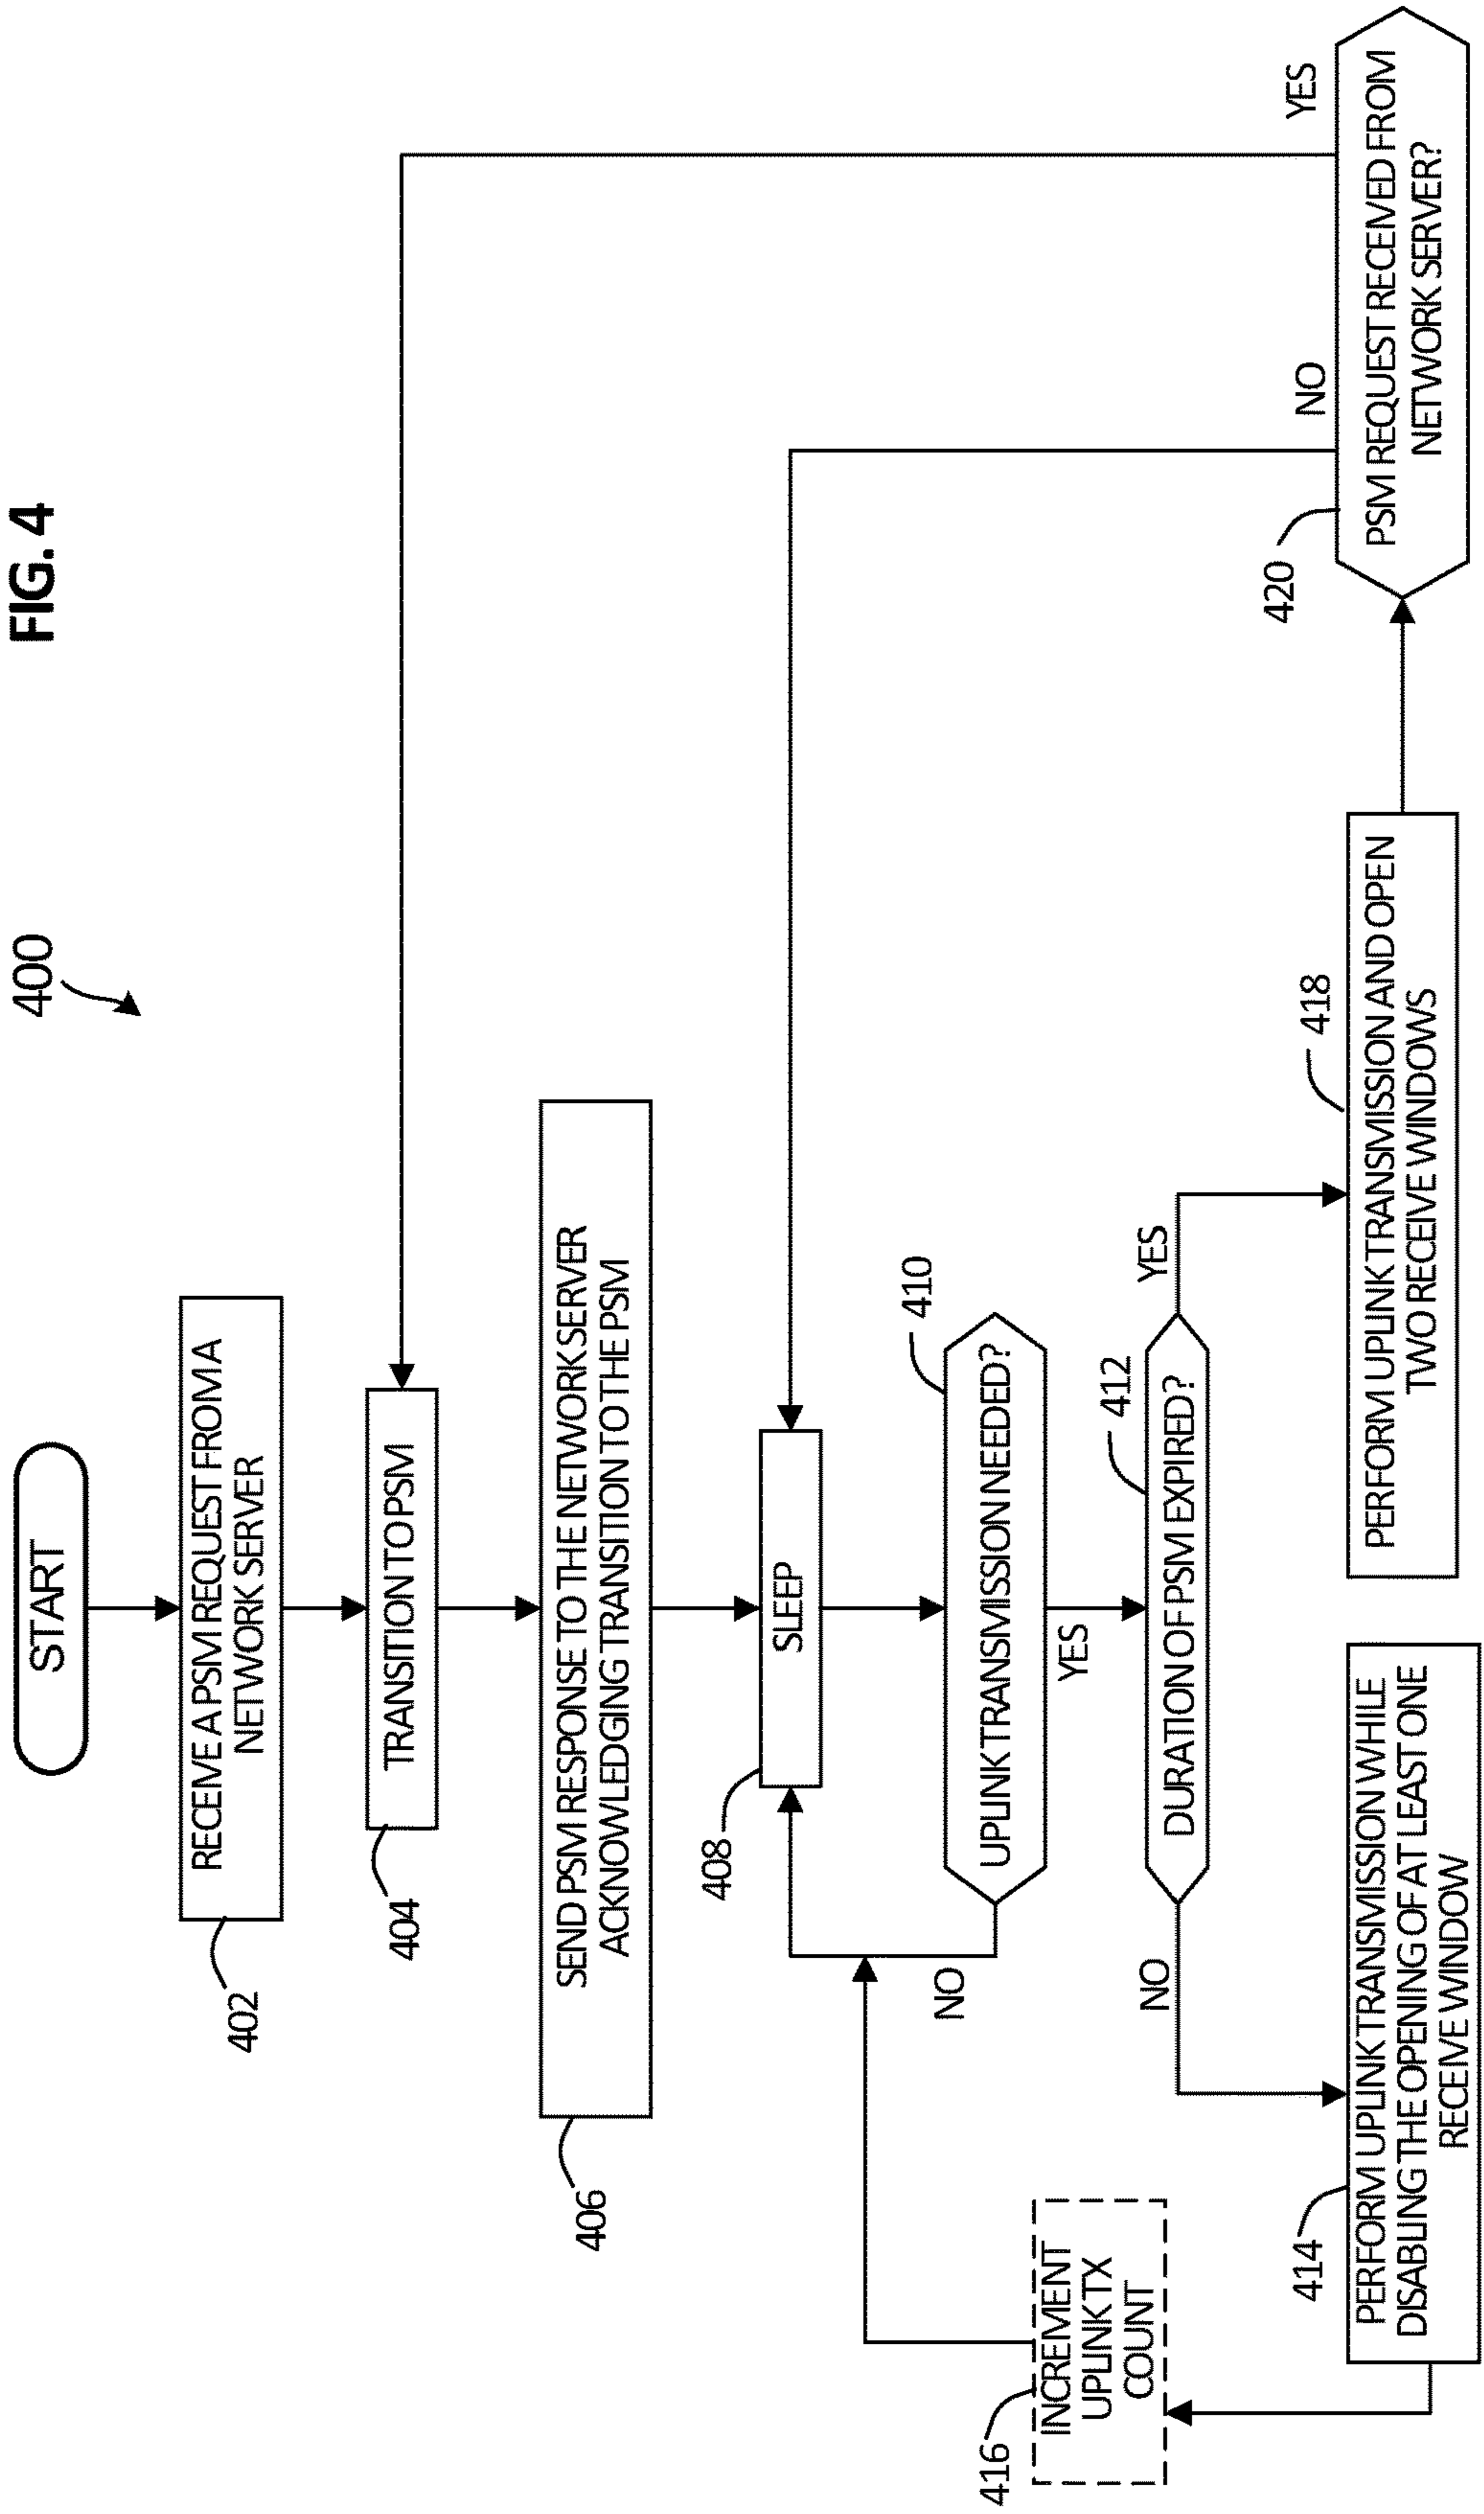 FIG. 4
400
START
RECEIVE A PSM REQUEST FROM A
NETWORK SERVER
402
TRANSITION TO PSM
404
SEND PSM RESPONSE TO THE NETWORK SERVER
ACKNOWLEDGING TRANSITION TO THE PSM
406
SLEEP
408
UPLINK TRANSMISSION NEEDED?
410
NO
YES
DURATION OF PSM EXPIRED?
412
NO
YES
PERFORM UPLINK TRANSMISSION WHILE
DISABLING THE OPENING OF AT LEAST ONE
RECEIVE WINDOW
414
INCREMENT
UPLINK TX
COUNT
416
PERFORM UPLINK TRANSMISSION AND OPEN
TWO RECEIVE WINDOWS
418
PSM REQUEST RECEIVED FROM
NETWORK SERVER?
420
NO
YES